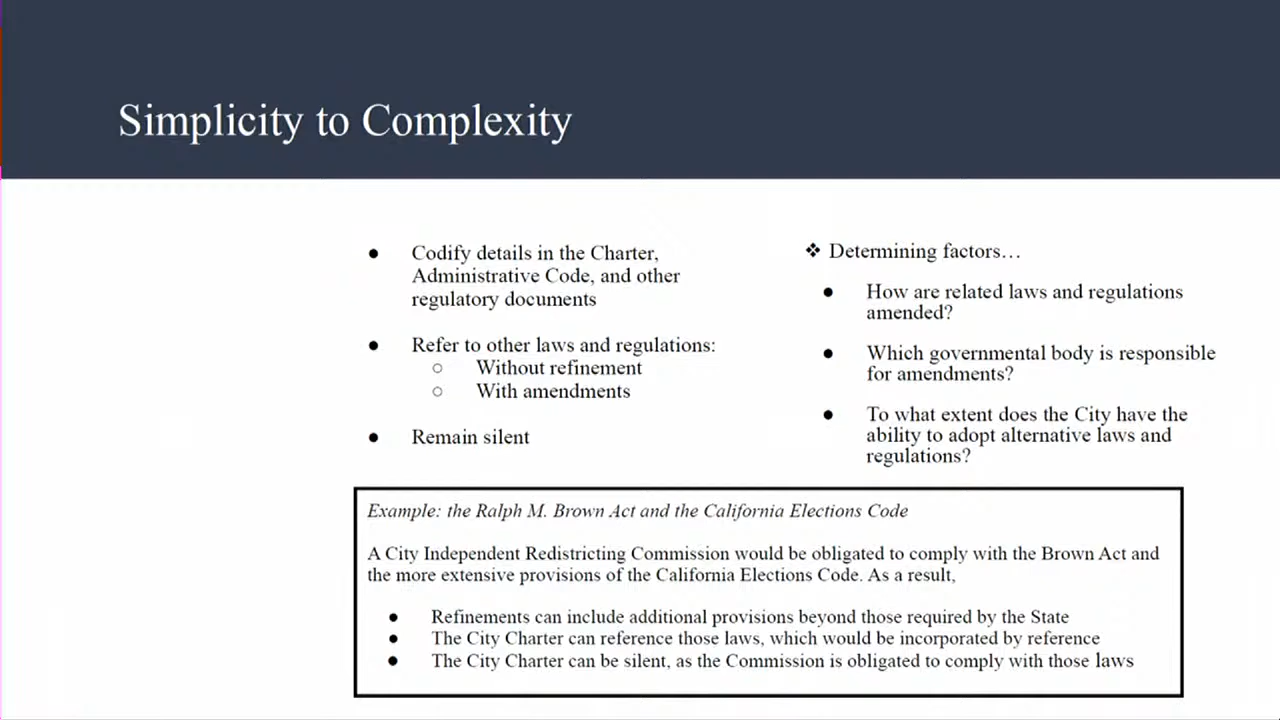 Simplicity to Complexity
● Codify details in the Charter,
Administrative Code, and other
regulatory documents
● Refer to other laws and regulations:
○ Without refinement
○ With amendments
● Remain silent
❖ Determining factors…
● How are related laws and regulations
amended?
● Which governmental body is responsible
for amendments?
● To what extent does the City have the
ability to adopt alternative laws and
regulations?
Example: the Ralph M. Brown Act and the California Elections Code
A City Independent Redistricting Commission would be obligated to comply with the Brown Act and
the more extensive provisions of the California Elections Code. As a result,
● Refinements can include additional provisions beyond those required by the State
● The City Charter can reference those laws, which would be incorporated by reference
● The City Charter can be silent, as the Commission is obligated to comply with those laws